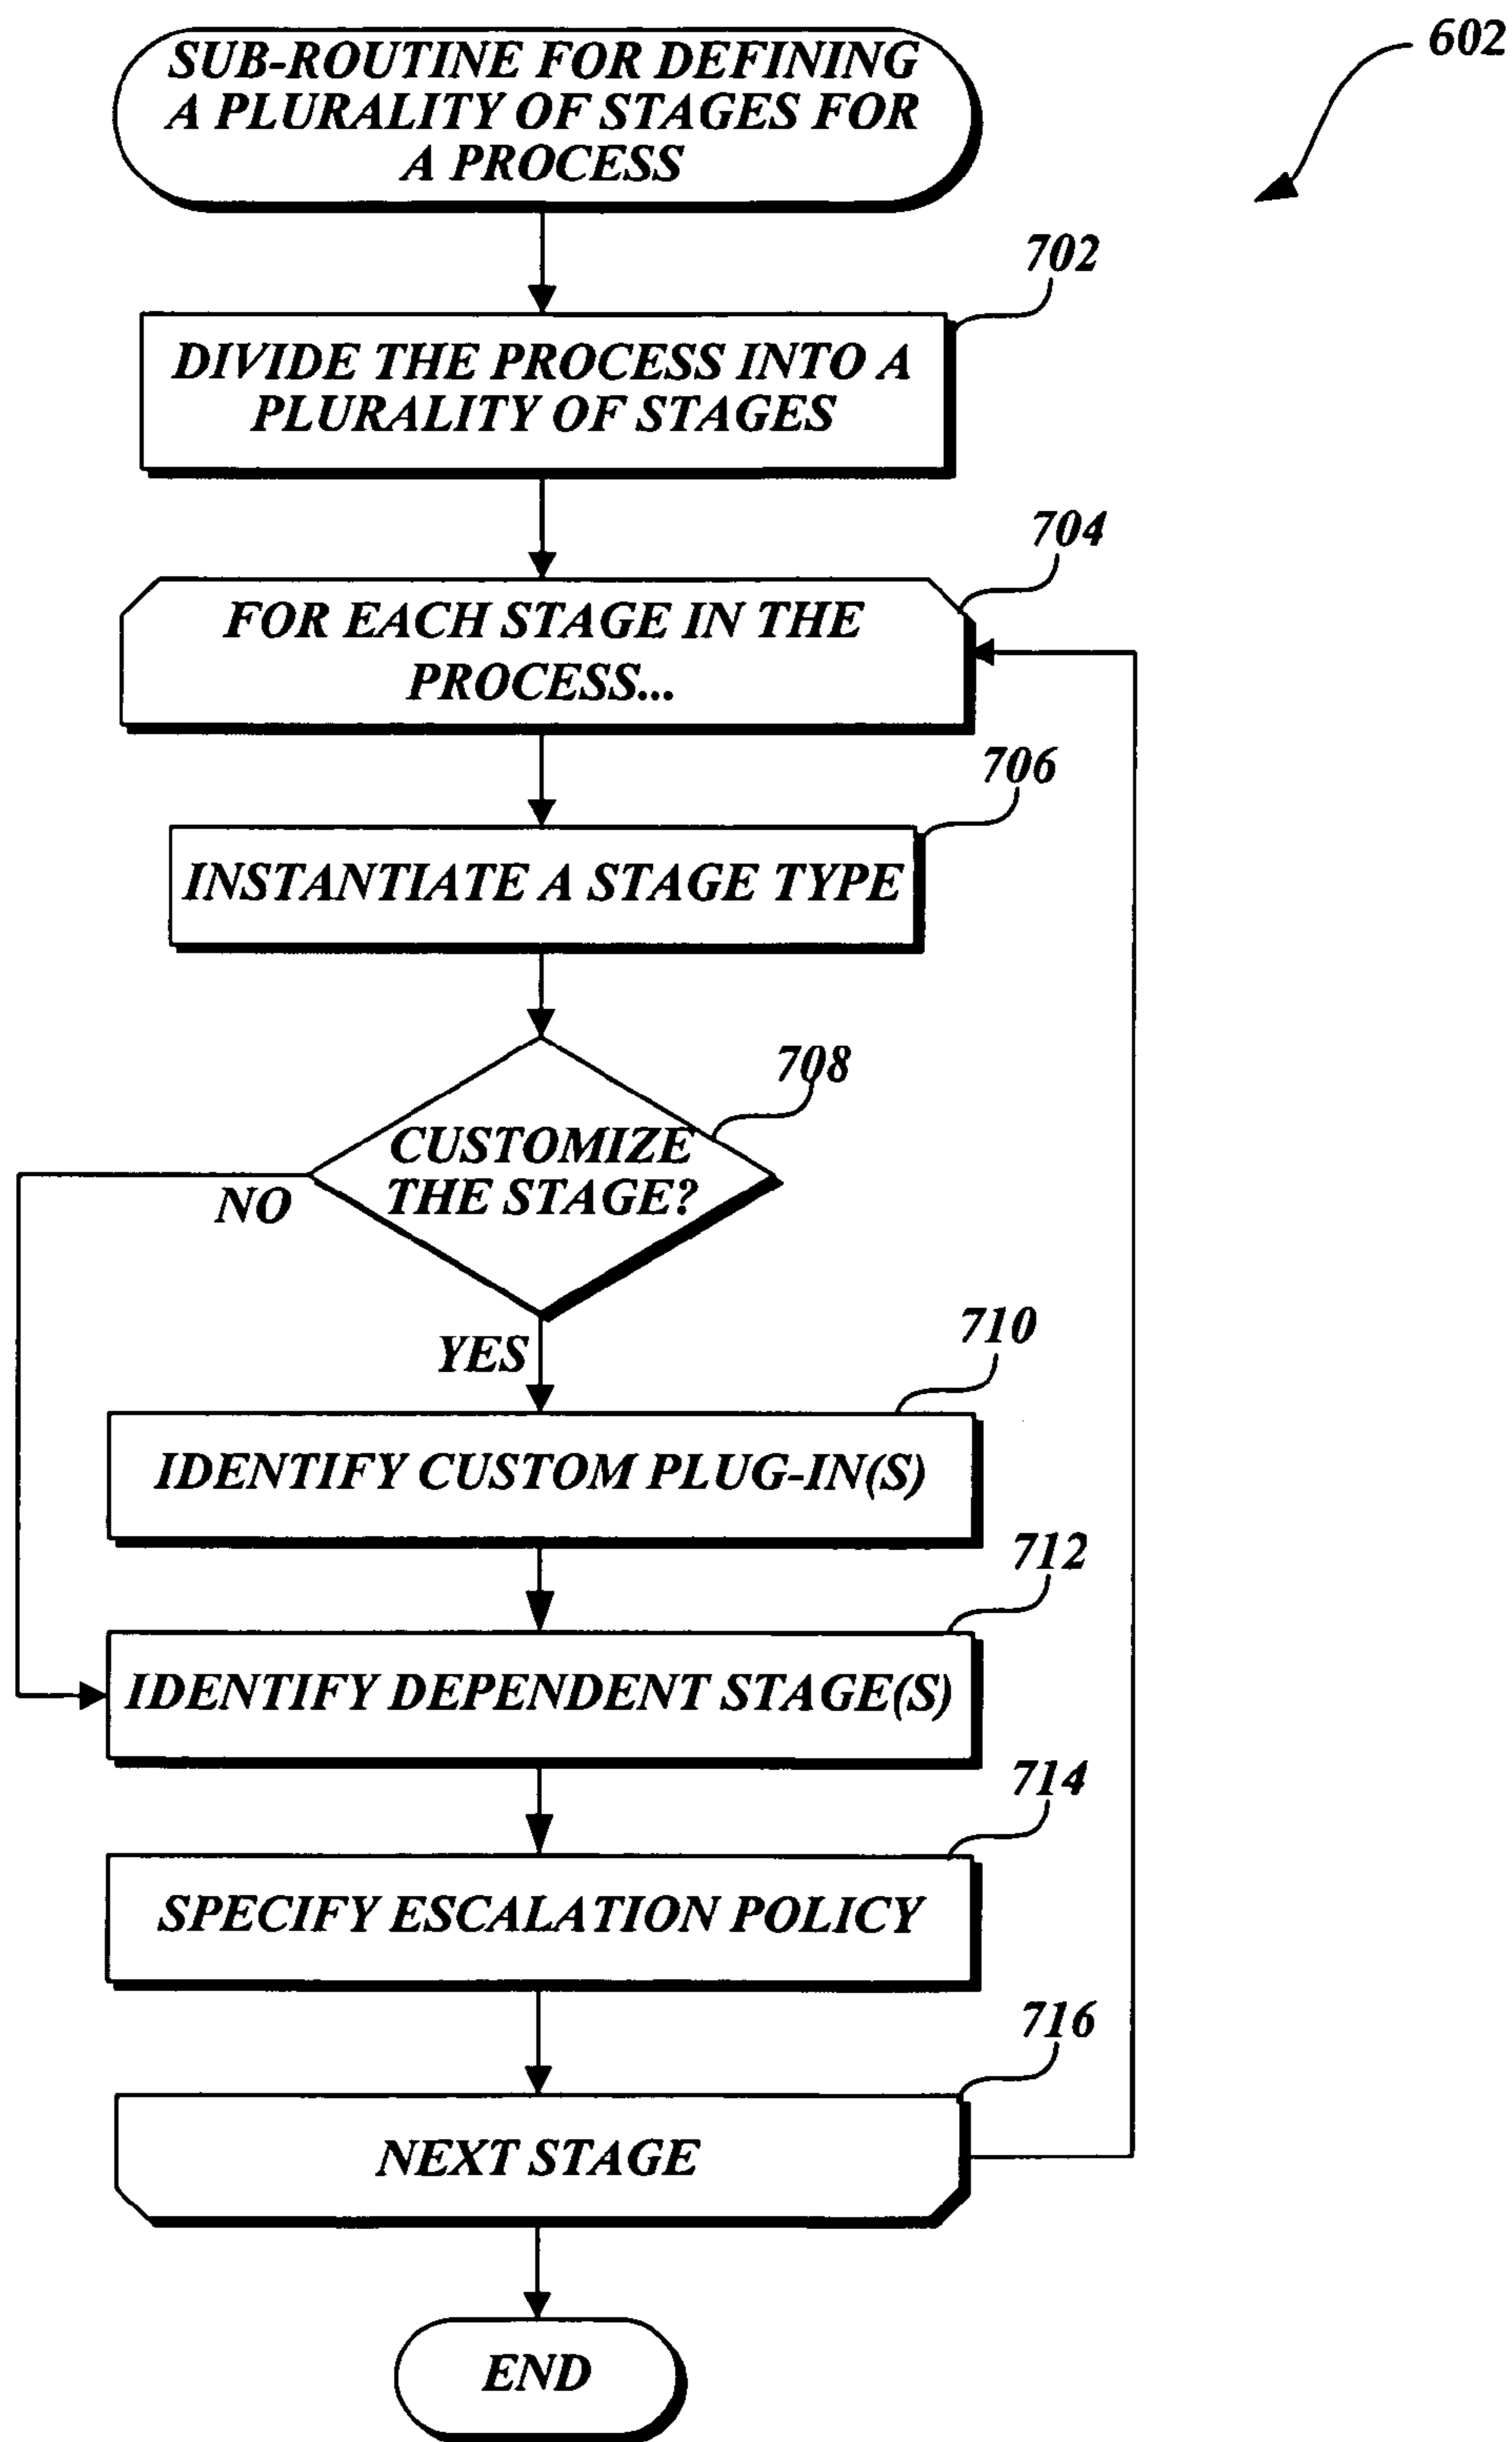 602
SUB-ROUTINE FOR DEFINING
A PLURALITY OF STAGES FOR
A PROCESS
702
DIVIDE THE PROCESS INTO A
PLURALITY OF STAGES
704
FOR EACH STAGE IN THE
PROCESS...
706
INSTANTIATE A STAGE TYPE
708
CUSTOMIZE
THE STAGE?
NO
YES
710
IDENTIFY CUSTOM PLUG-IN(S)
712
IDENTIFY DEPENDENT STAGE(S)
714
SPECIFY ESCALATION POLICY
716
NEXT STAGE
END